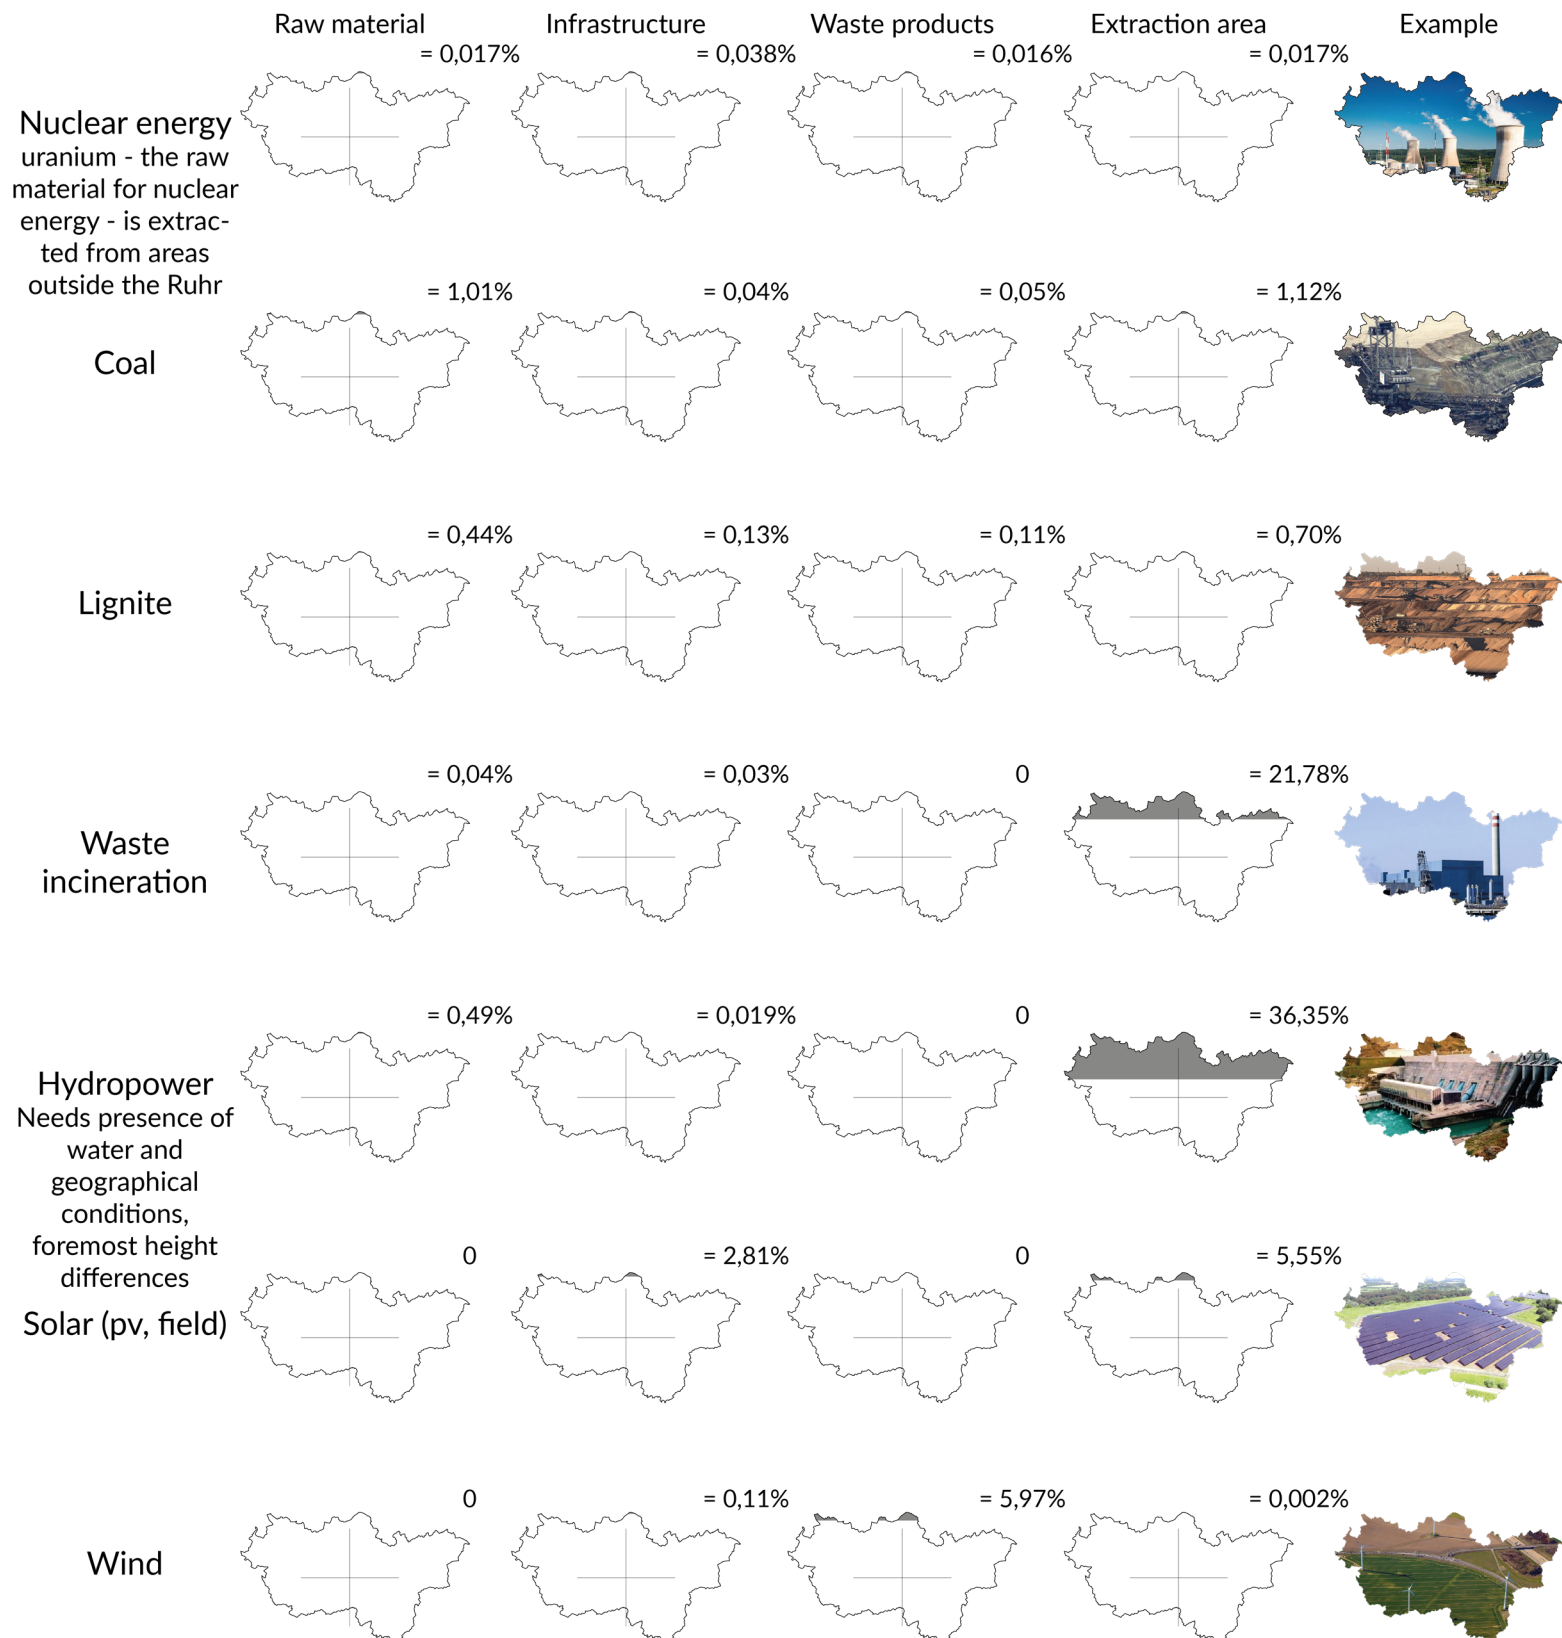 Raw material Infrastructure Waste products Extraction area Example
= 0,017% = 0,038% = 0,016% = 0,017%
Nuclear energy
uranium - the raw
material for nuclear
energy - is extrac-
ted from areas
outside the Ruhr
= 1,01% = 0,04% = 0,05% = 1,12%
Coal
= 0,44% = 0,13% = 0,11% = 0,70%
Lignite
= 0,04% = 0,03% 0 = 21,78%
Waste
incineration
= 0,49% = 0,019% 0 = 36,35%
Hydropower
Needs presence of
water and
geographical
conditions,
foremost height
differences
0 = 2,81% 0 = 5,55%
Solar (pv, field)
0 = 0,11% = 5,97% = 0,002%
Wind